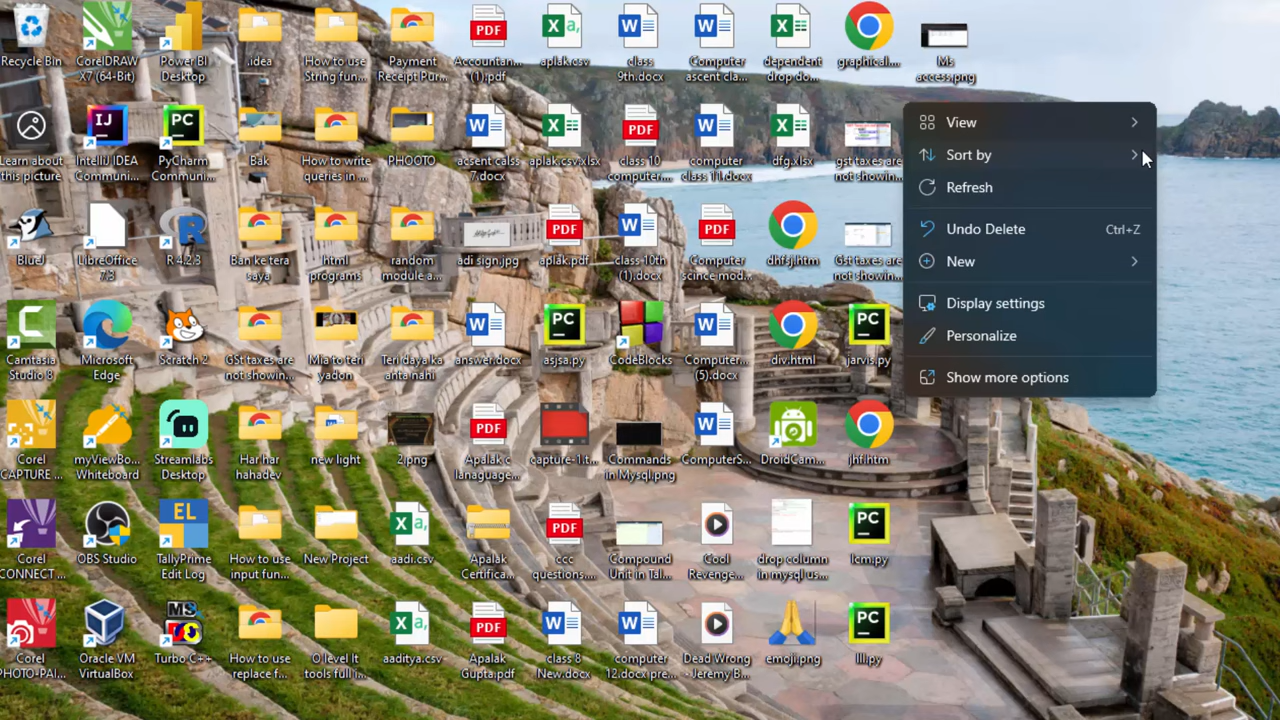 Recycle Bin
CorelDRAW
X7 (64-Bit)
Power BI
Desktop
.idea
How to use
String fun...
Payment
Receipt Pur...
Accountan...
(1).pdf
aplak.csv
class
9th.docx
Computer
ascent cla...
dependent
drop do...
graphicall...
Ms
access.png
Learn about
this picture
IntelliJ IDEA
Communi...
PyCharm
Communi...
Bak
How to write
queries in ...
PHOOTO
acsent calss
7.docx
aplak.csv.xlsx
class 10
computer....
computer
class 11.docx
dfg.xlsx
gst taxes are
not showin...
BlueJ
LibreOffice
7.3
R 4.2.3
Ban ke tera
saya
html
programs
random
module a...
adi sign.jpg
aplak.pdf
class 10th
(1).docx
Computer
scince mod...
dhfsj.htm
Gst taxes are
not showin...
Camtasia
Studio 8
Microsoft
Edge
Scratch 2
GSt taxes are
not showin...
Mia to teri
yadon
Teri daya ka
anta nahi
answer.docx
asjsa.py
CodeBlocks
Computer...
(5).docx
div.html
jarvis.py
Corel
CAPTURE ...
myViewBo...
Whiteboard
Streamlabs
Desktop
Har har
hahadev
new light
2.png
Apalak c
lanaguage...
capture-1.t...
Commands
in Mysql.png
ComputerS...
DroidCam...
jhf.htm
Corel
CONNECT ...
OBS Studio
TallyPrime
Edit Log
How to use
input fun...
New Project
aadi.csv
Apalak
Certifica...
ccc
questions....
Compound
Unit in Tal...
Cool
Revenge...
drop column
in mysql us...
lcm.py
Corel
PHOTO-PAI...
Oracle VM
VirtualBox
Turbo C++
How to use
replace f...
O level It
tools full i...
aaditya.csv
Apalak
Gupta.pdf
class 8
New.docx
computer
12.docx pre...
Dead Wrong
- Jeremy B...
emoji.png
llll.py
View
Sort by
Refresh
Undo Delete Ctrl+Z
New
Display settings
Personalize
Show more options